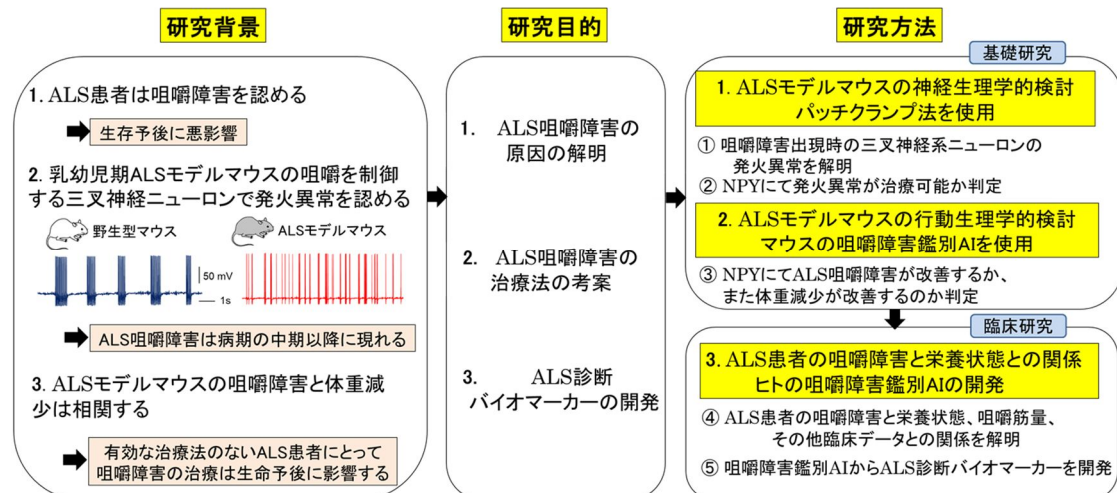 研究背景
1. ALS患者は咀嚼障害を認める
生存予後に悪影響
2. 乳幼児期ALSモデルマウスの咀嚼を制御
する三叉神経ニューロンで発火異常を認める
野生型マウス
ALSモデルマウス
50 mV
1s
ALS咀嚼障害は病期の中期以降に現れる
3. ALSモデルマウスの咀嚼障害と体重減
少は相関する
有効な治療法のないALS患者にとって
咀嚼障害の治療は生命予後に影響する
研究目的
1. ALS咀嚼障害の
原因の解明
2. ALS咀嚼障害の
治療法の考案
3. ALS診断
バイオマーカーの開発
研究方法
基礎研究
1. ALSモデルマウスの神経生理学的検討
パッチクランプ法を使用
① 咀嚼障害出現時の三叉神経系ニューロンの
発火異常を解明
② NPYにて発火異常が治療可能か判定
2. ALSモデルマウスの行動生理学的検討
マウスの咀嚼障害鑑別AIを使用
③ NPYにてALS咀嚼障害が改善するか、
また体重減少が改善するのか判定
臨床研究
3. ALS患者の咀嚼障害と栄養状態との関係
ヒトの咀嚼障害鑑別AIの開発
④ ALS患者の咀嚼障害と栄養状態、咀嚼筋量、
その他臨床データとの関係を解明
⑤ 咀嚼障害鑑別AIからALS診断バイオマーカーを開発